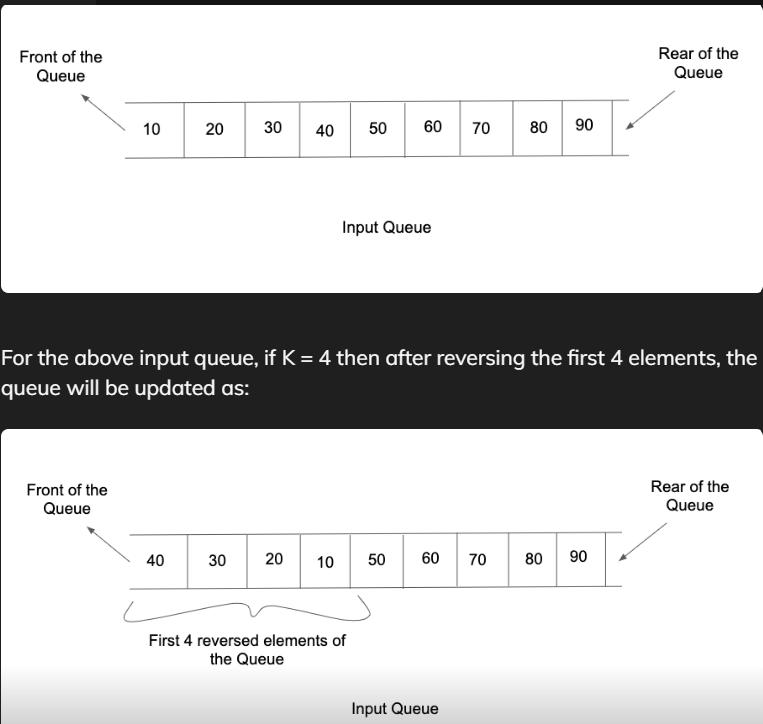 Front of the
Queue
Rear of the
Queue
10 20 30 40 50 60 70 80 90
Input Queue
For the above input queue, if K = 4 then after reversing the first 4 elements, the
queue will be updated as:
Front of the
Queue
Rear of the
Queue
40 30 20 10 50 60 70 80 90
First 4 reversed elements of
the Queue
Input Queue